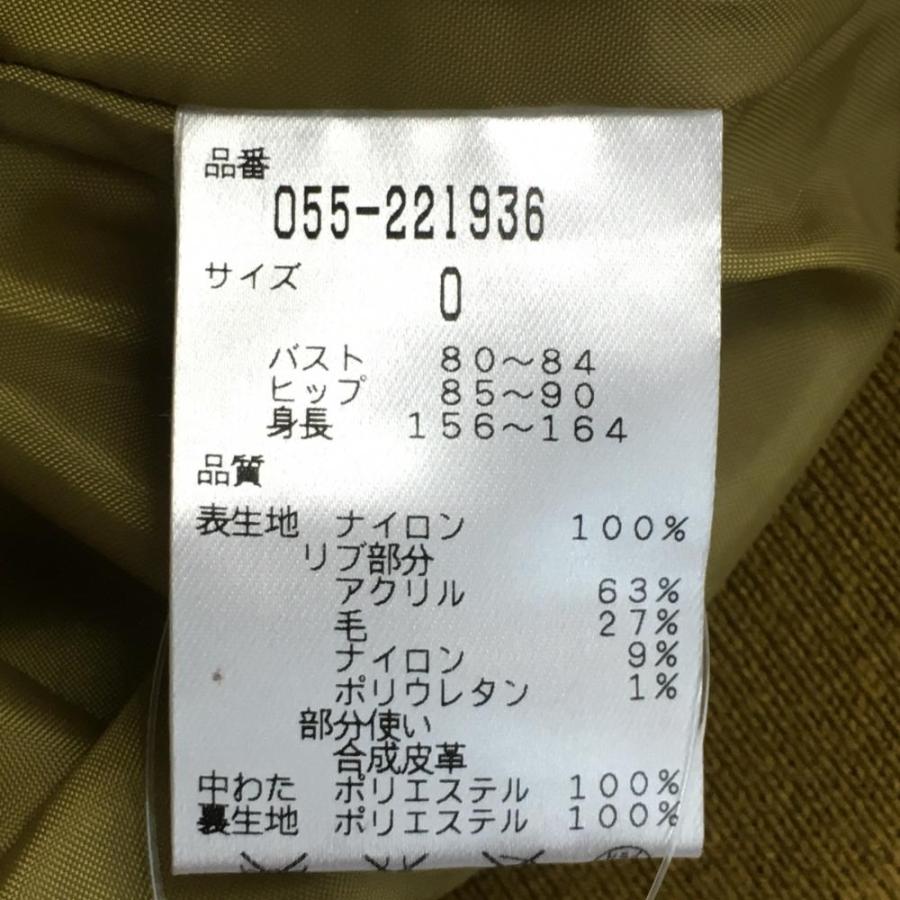 品番
055-221936
サイズ 0
バスト 80～84
ヒップ 85～90
身長 156～164
品質
表生地 ナイロン 100%
リブ部分
アクリル 63%
毛 27%
ナイロン 9%
ポリウレタン 1%
部分使い
合成皮革
中わた ポリエステル 100%
裏生地 ポリエステル 100%